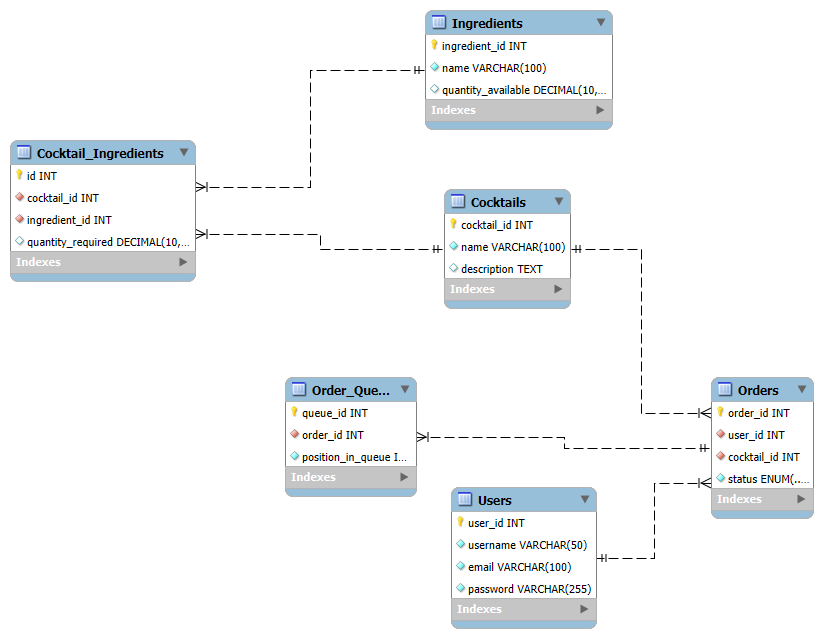 Ingredients
ingredient_id INT
name VARCHAR(100)
quantity_available DECIMAL(10,...
Indexes
Cocktail_Ingredients
id INT
cocktail_id INT
ingredient_id INT
quantity_required DECIMAL(10,...
Indexes
Cocktails
cocktail_id INT
name VARCHAR(100)
description TEXT
Indexes
Order_Que...
queue_id INT
order_id INT
position_in_queue I...
Indexes
Orders
order_id INT
user_id INT
cocktail_id INT
status ENUM(...
Indexes
Users
user_id INT
username VARCHAR(50)
email VARCHAR(100)
password VARCHAR(255)
Indexes